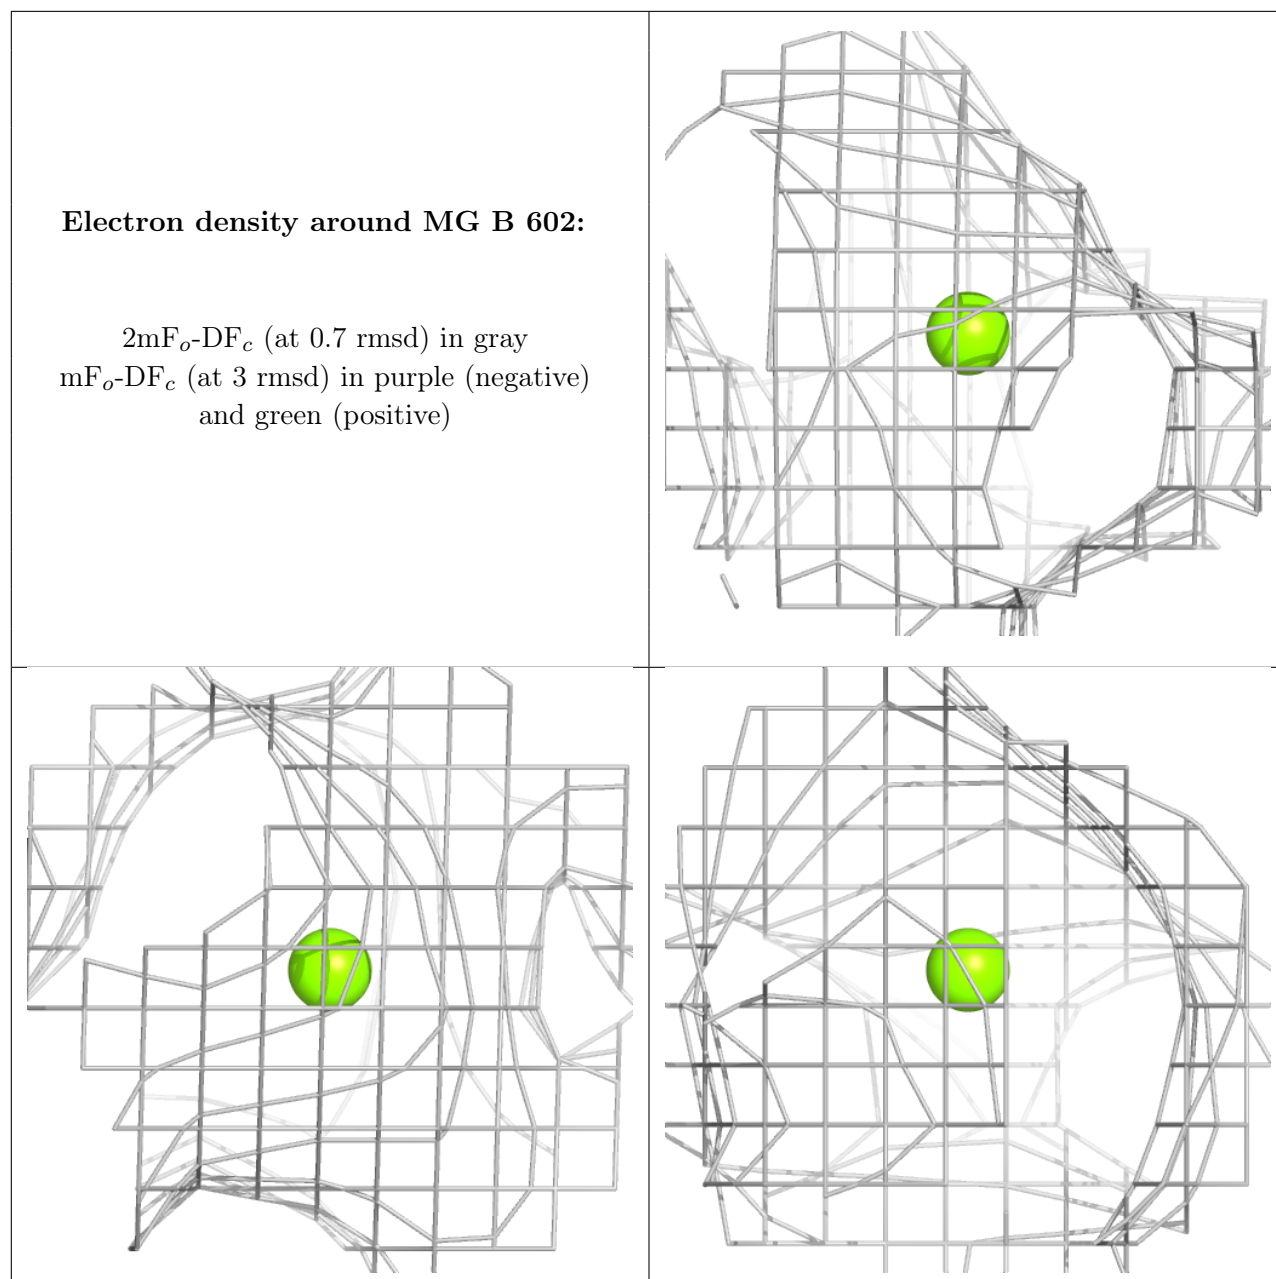 Electron density around MG B 602:
2mFo-DFc (at 0.7 rmsd) in gray
mFo-DFc (at 3 rmsd) in purple (negative)
and green (positive)